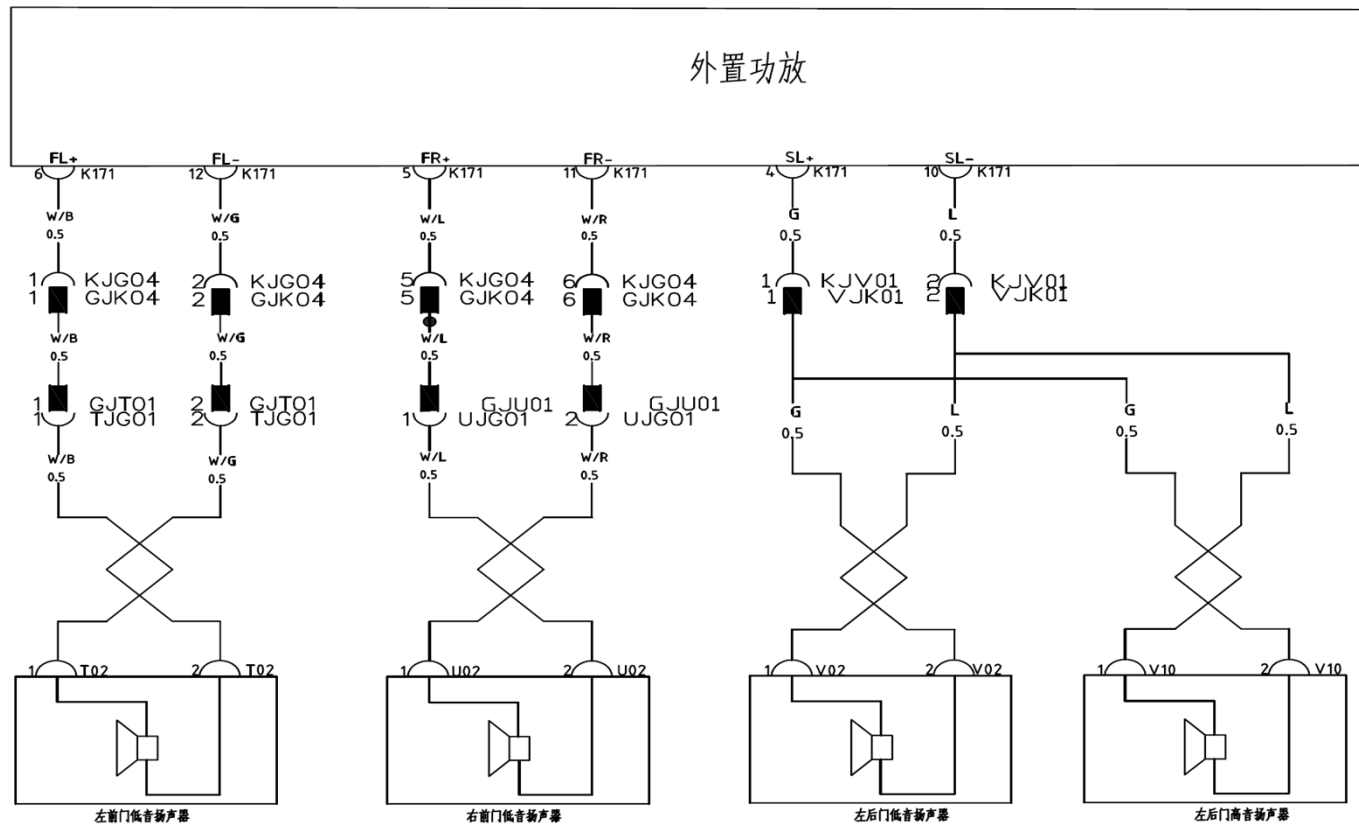 外置功放
FL+ FL- FR+ FR- SL+ SL-
6 K171 12 K171 5 K171 11 K171 4 K171 10 K171
W/B W/G W/L W/R G L
0.5 0.5 0.5 0.5 0.5 0.5
1 KJG04 2 KJG04 5 KJG04 6 KJG04 1 KJV01 2 KJV01
1 GJK04 2 GJK04 5 GJK04 6 GJK04 1 VJK01 2 VJK01
W/B W/G W/L W/R
0.5 0.5 0.5 0.5
1 GJT01 2 GJT01 GJU01 GJU01
1 TJG01 2 TJG01 1 UJG01 2 UJG01
G L G L
0.5 0.5 0.5 0.5
W/B W/G W/L W/R
0.5 0.5 0.5 0.5
1 T02 2 T02 1 U02 2 U02 1 V02 2 V02 1 V10 2 V10
左前门低音扬声器 右前门低音扬声器 左后门低音扬声器 左后门高音扬声器